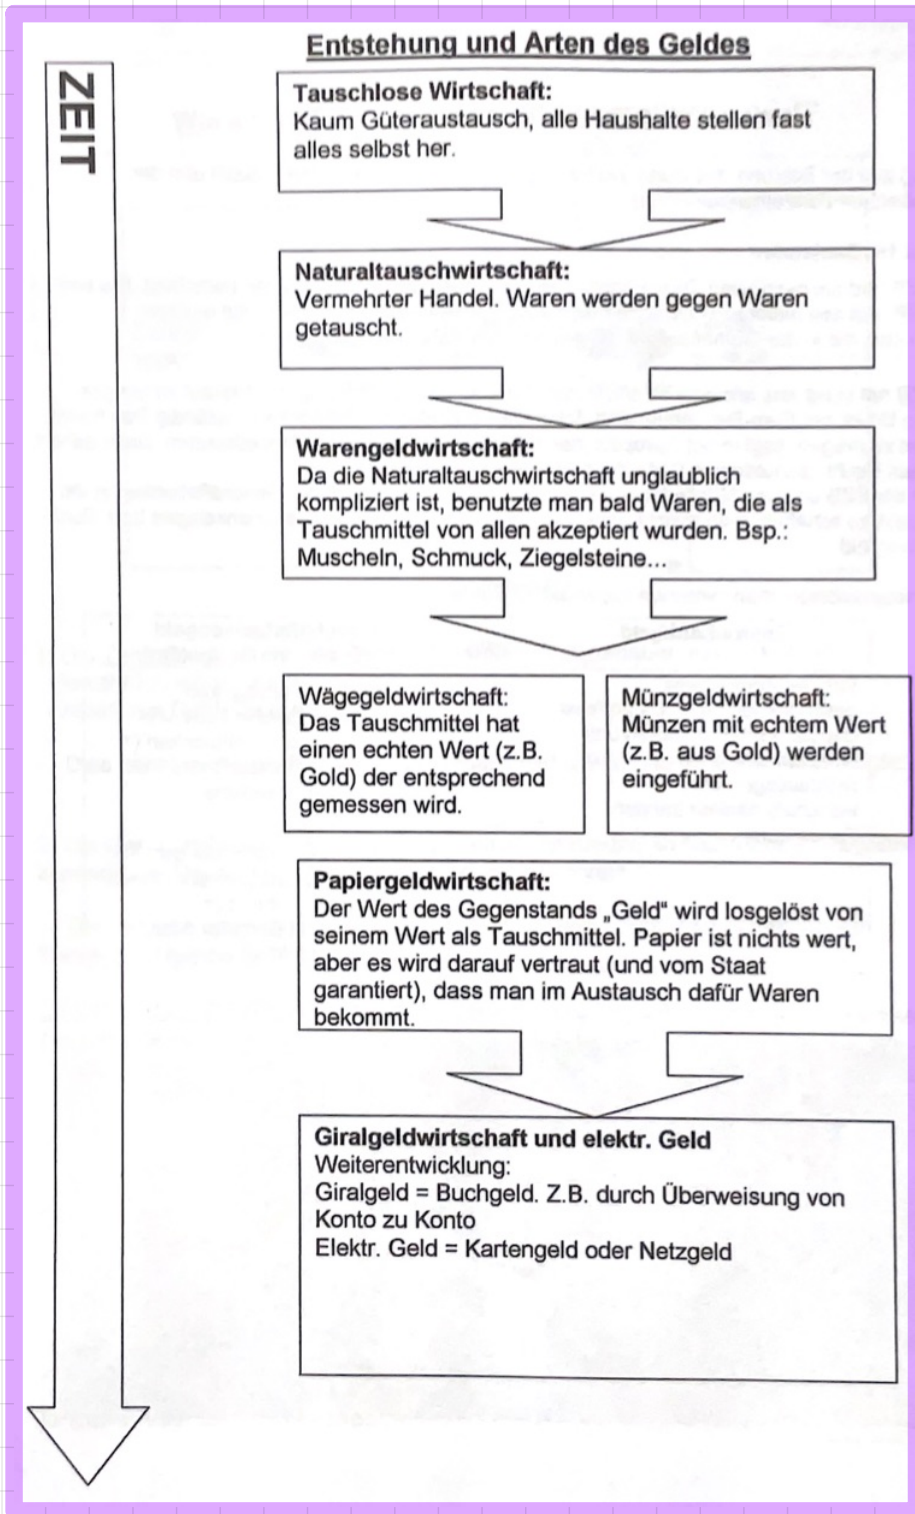 Entstehung und Arten des Geldes
ZEIT
Tauschlose Wirtschaft:
Kaum Güteraustausch, alle Haushalte stellen fast
alles selbst her.
Naturaltauschwirtschaft:
Vermehrter Handel. Waren werden gegen Waren
getauscht.
Warengeldwirtschaft:
Da die Naturaltauschwirtschaft unglaublich
kompliziert ist, benutzte man bald Waren, die als
Tauschmittel von allen akzeptiert wurden. Bsp.:
Muscheln, Schmuck, Ziegelsteine...
Wägegeldwirtschaft:
Das Tauschmittel hat
einen echten Wert (z.B.
Gold) der entsprechend
gemessen wird.
Münzgeldwirtschaft:
Münzen mit echtem Wert
(z.B. aus Gold) werden
eingeführt.
Papiergeldwirtschaft:
Der Wert des Gegenstands „Geld“ wird losgelöst von
seinem Wert als Tauschmittel. Papier ist nichts wert,
aber es wird darauf vertraut (und vom Staat
garantiert), dass man im Austausch dafür Waren
bekommt.
Giralgeldwirtschaft und elektr. Geld
Weiterentwicklung:
Giralgeld = Buchgeld. Z.B. durch Überweisung von
Konto zu Konto
Elektr. Geld = Kartengeld oder Netzgeld